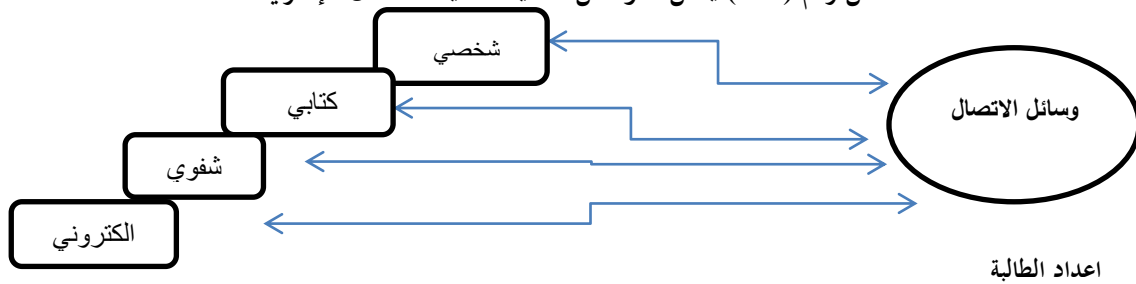 شخصي
كتابي
وسائل الاتصال
شفوي
الكتروني
اعداد الطالبة